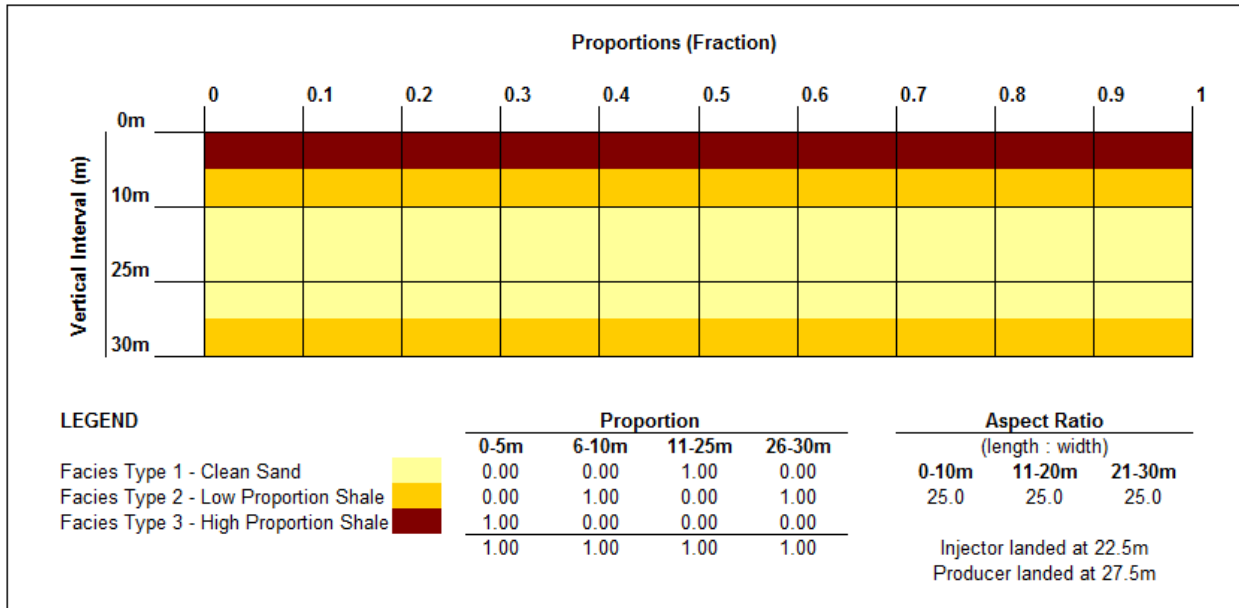 Proportions (Fraction)
0 0.1 0.2 0.3 0.4 0.5 0.6 0.7 0.8 0.9 1
0m
10m
25m
30m
Vertical Interval (m)
LEGEND
Facies Type 1 - Clean Sand
Facies Type 2 - Low Proportion Shale
Facies Type 3 - High Proportion Shale
Proportion
0-5m 6-10m 11-25m 26-30m
0.00 0.00 1.00 0.00
0.00 1.00 0.00 1.00
1.00 0.00 0.00 0.00
1.00 1.00 1.00 1.00
Aspect Ratio
(length : width)
0-10m 11-20m 21-30m
25.0 25.0 25.0
Injector landed at 22.5m
Producer landed at 27.5m